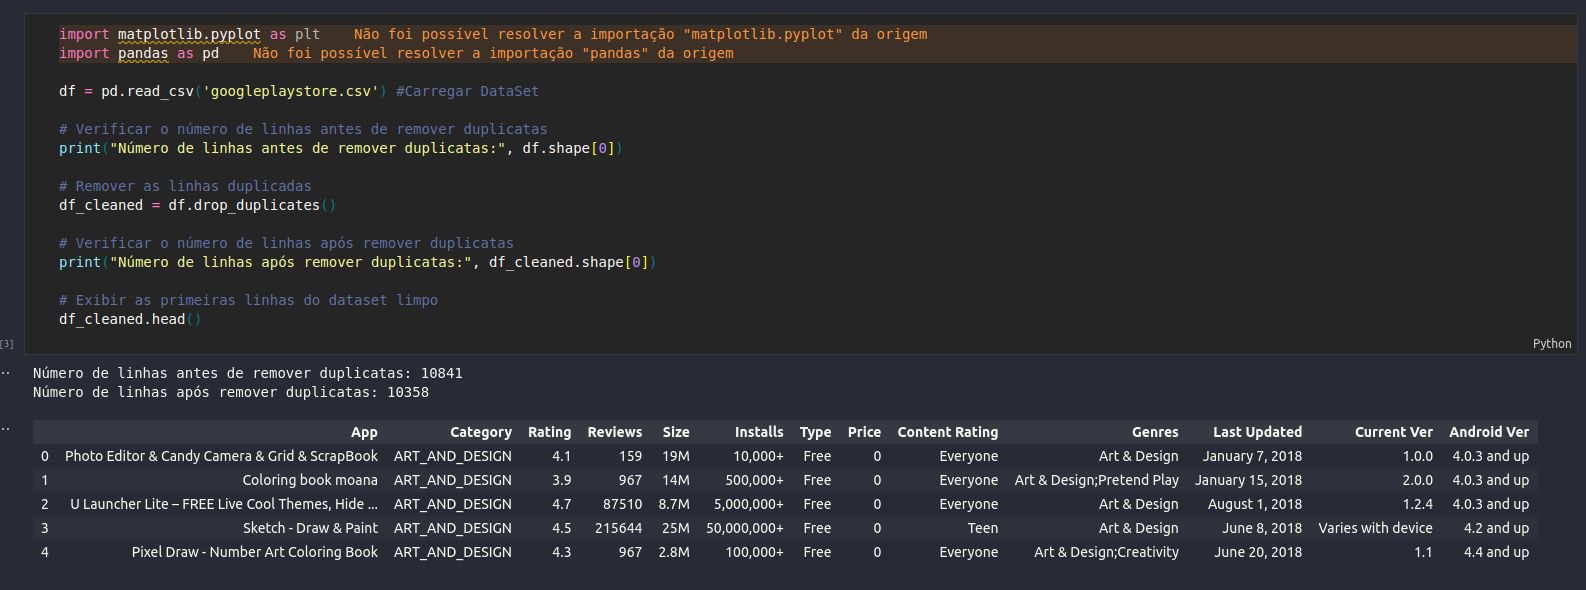 import matplotlib.pyplot as plt    Não foi possível resolver a importação "matplotlib.pyplot" da origem
import pandas as pd    Não foi possível resolver a importação "pandas" da origem
df = pd.read_csv('googleplaystore.csv') #Carregar DataSet
# Verificar o número de linhas antes de remover duplicatas
print("Número de linhas antes de remover duplicatas:", df.shape[0])
# Remover as linhas duplicadas
df_cleaned = df.drop_duplicates()
# Verificar o número de linhas após remover duplicatas
print("Número de linhas após remover duplicatas:", df_cleaned.shape[0])
# Exibir as primeiras linhas do dataset limpo
df_cleaned.head()
[3]
Python
Número de linhas antes de remover duplicatas: 10841
Número de linhas após remover duplicatas: 10358
App Category Rating Reviews Size Installs Type Price Content Rating Genres Last Updated Current Ver Android Ver
0 Photo Editor & Candy Camera & Grid & ScrapBook ART_AND_DESIGN 4.1 159 19M 10,000+ Free 0 Everyone Art & Design January 7, 2018 1.0.0 4.0.3 and up
1 Coloring book moana ART_AND_DESIGN 3.9 967 14M 500,000+ Free 0 Everyone Art & Design;Pretend Play January 15, 2018 2.0.0 4.0.3 and up
2 U Launcher Lite – FREE Live Cool Themes, Hide ... ART_AND_DESIGN 4.7 87510 8.7M 5,000,000+ Free 0 Everyone Art & Design August 1, 2018 1.2.4 4.0.3 and up
3 Sketch - Draw & Paint ART_AND_DESIGN 4.5 215644 25M 50,000,000+ Free 0 Teen Art & Design June 8, 2018 Varies with device 4.2 and up
4 Pixel Draw - Number Art Coloring Book ART_AND_DESIGN 4.3 967 2.8M 100,000+ Free 0 Everyone Art & Design;Creativity June 20, 2018 1.1 4.4 and up